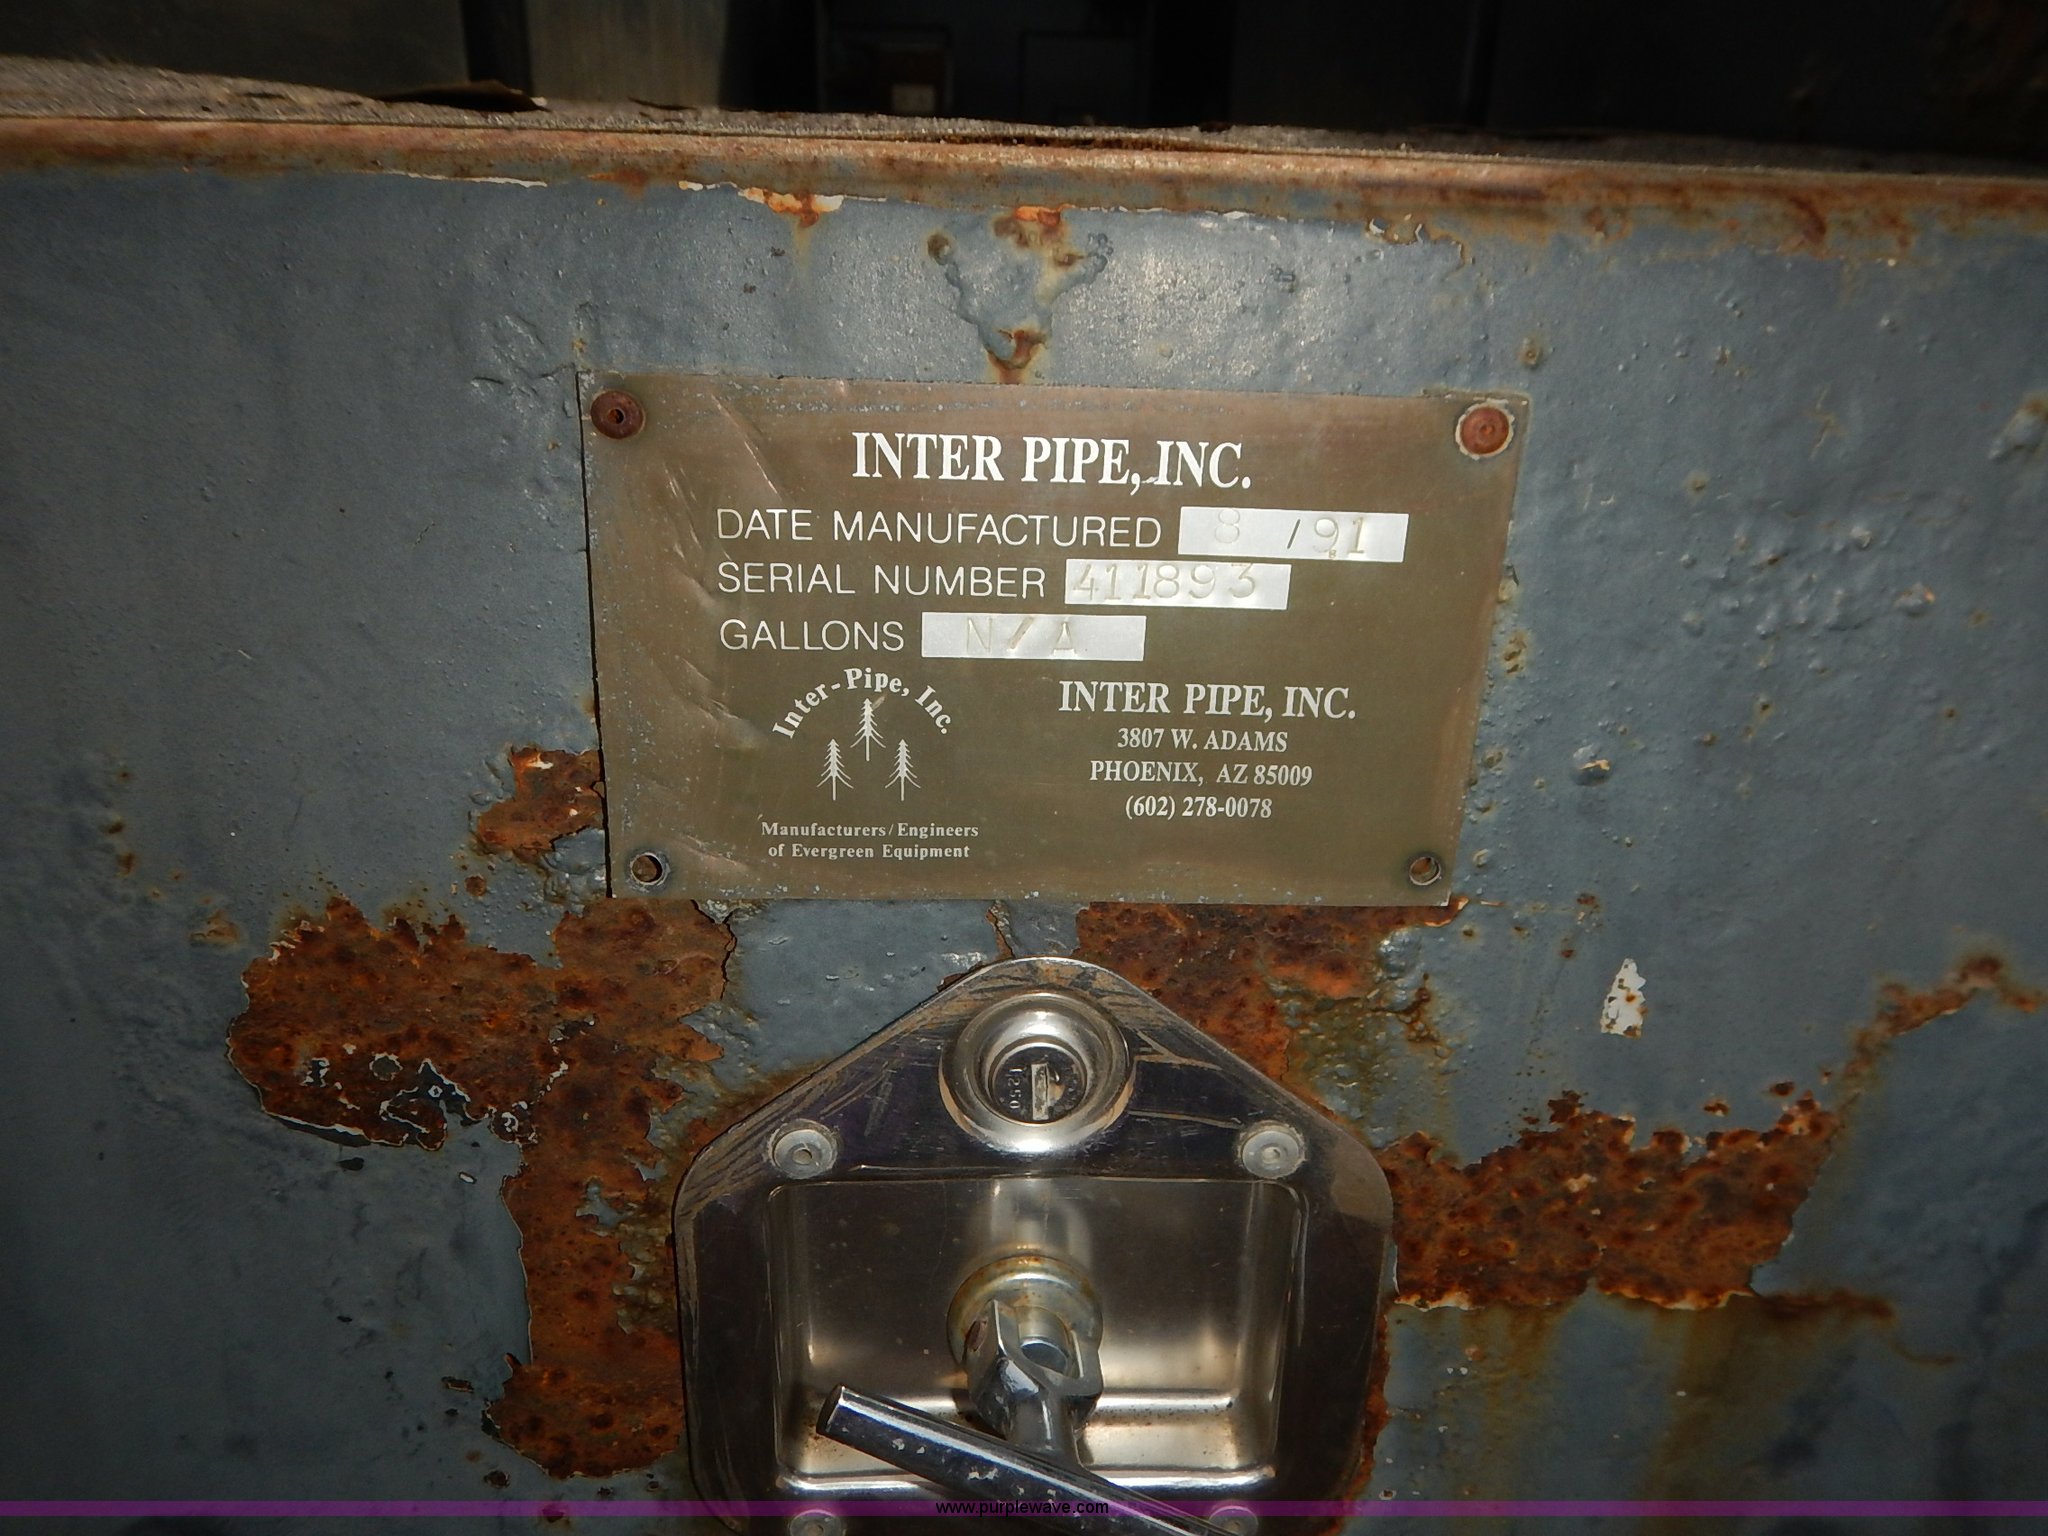 INTER PIPE, INC.
DATE MANUFACTURED 8 / 91
SERIAL NUMBER 411893
GALLONS N/A
Inter-Pipe, Inc.
Manufacturers/Engineers
of Evergreen Equipment
INTER PIPE, INC.
3807 W. ADAMS
PHOENIX, AZ 85009
(602) 278-0078
1250
www.purplewave.com